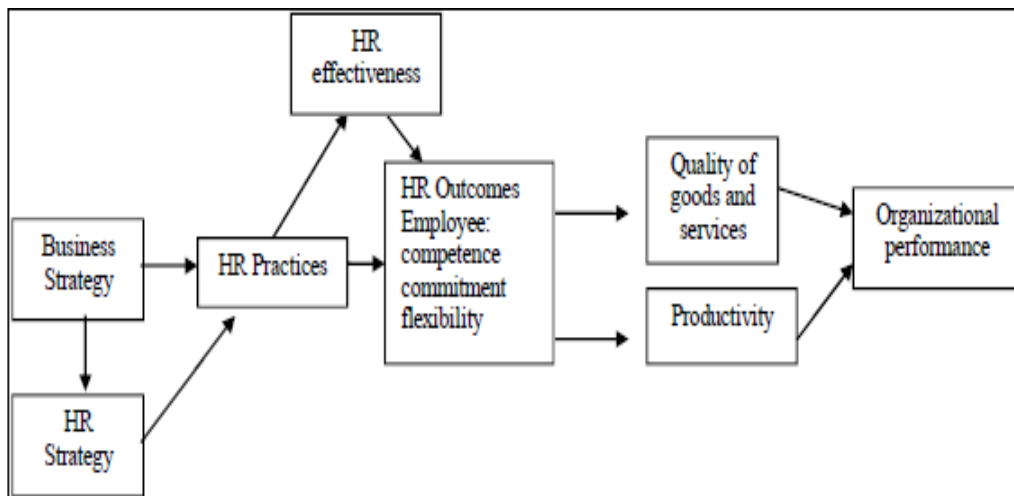 HR
effectiveness
Business
Strategy
HR
Strategy
HR Practices
HR Outcomes
Employee:
competence
commitment
flexibility
Quality of
goods and
services
Productivity
Organizational
performance